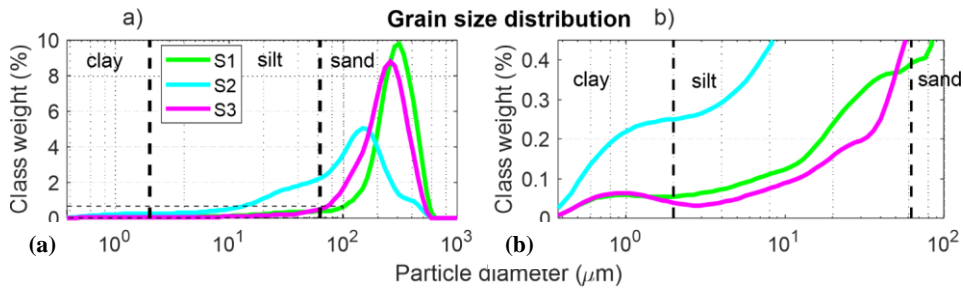 Grain size distribution
a)
b)
clay
silt
sand
S1
S2
S3
Class weight (%)
10
8
6
4
2
0
10^0
10^1
10^2
10^3
(a)
clay
silt
sand
Class weight (%)
0.4
0.3
0.2
0.1
0
10^0
10^1
10^2
(b)
Particle diameter (μm)